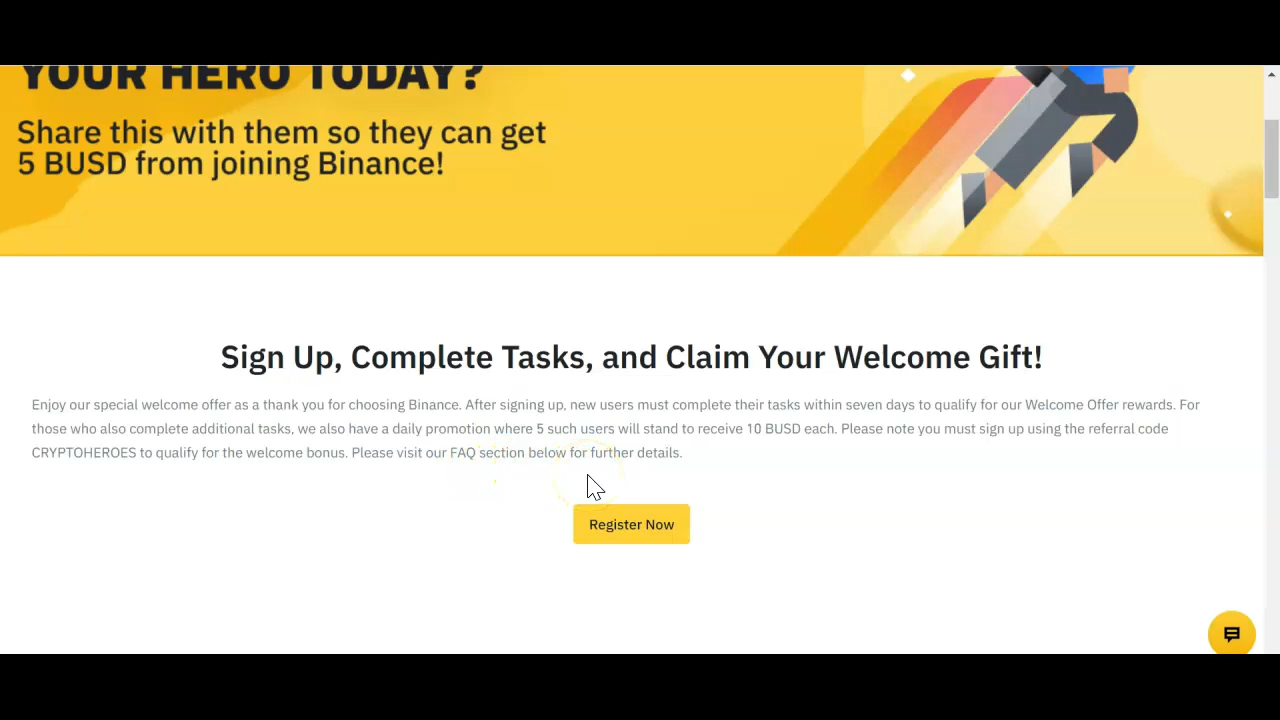 YOUR HERO TODAY?
Share this with them so they can get
5 BUSD from joining Binance!
Sign Up, Complete Tasks, and Claim Your Welcome Gift!
Enjoy our special welcome offer as a thank you for choosing Binance. After signing up, new users must complete their tasks within seven days to qualify for our Welcome Offer rewards. For
those who also complete additional tasks, we also have a daily promotion where 5 such users will stand to receive 10 BUSD each. Please note you must sign up using the referral code
CRYPTOHEROES to qualify for the welcome bonus. Please visit our FAQ section below for further details.
Register Now